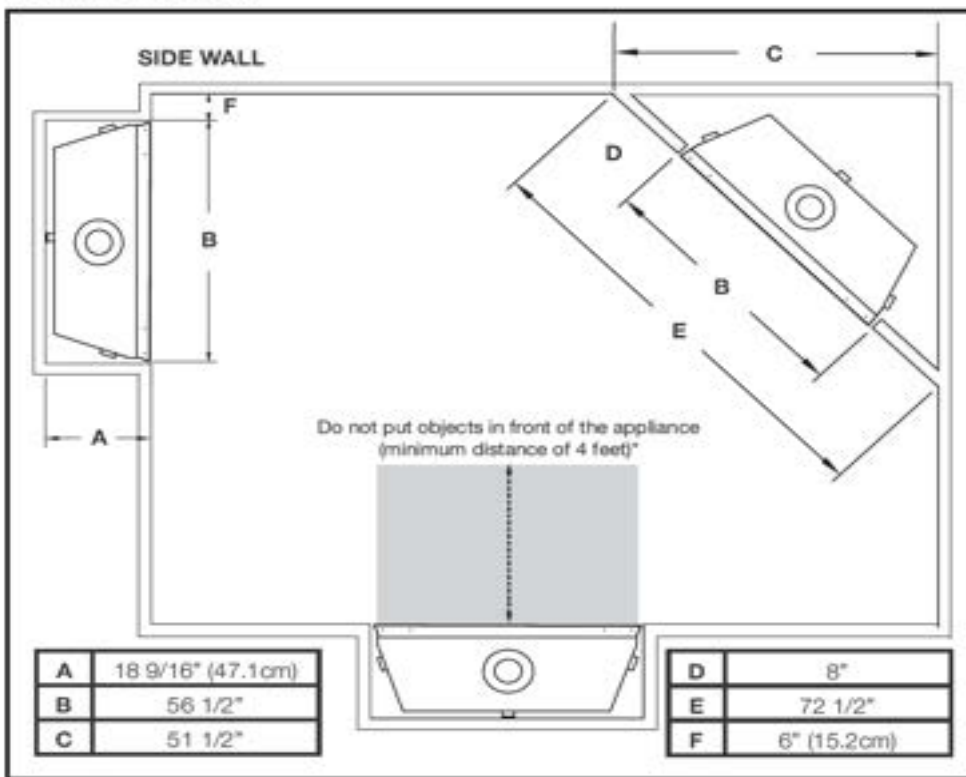 SIDE WALL
C
F
D
B
B
E
A
Do not put objects in front of the appliance
(minimum distance of 4 feet)"
A 18 9/16" (47.1cm)
B 56 1/2"
C 51 1/2"
D 8"
E 72 1/2"
F 6" (15.2cm)